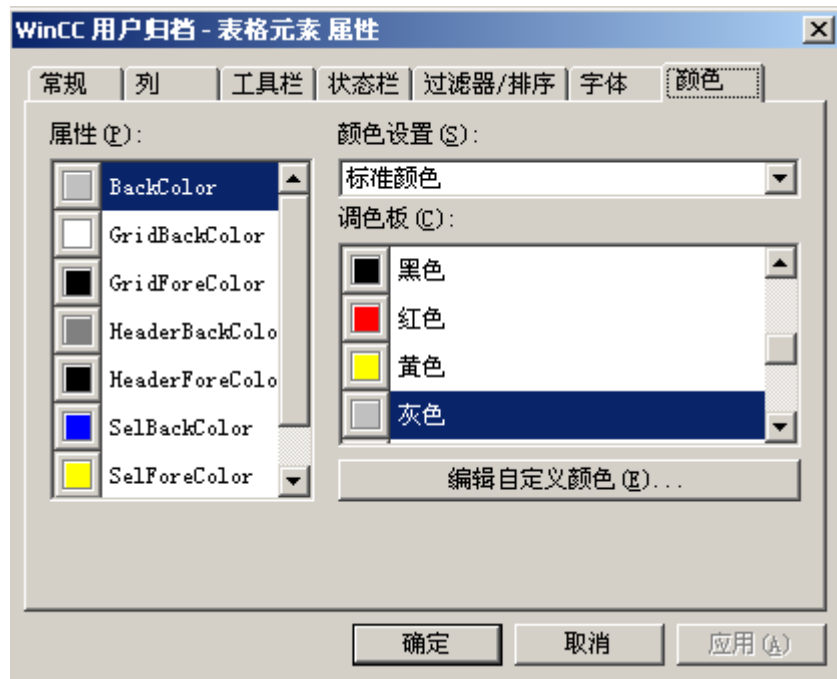 WinCC 用户归档 - 表格元素 属性
常规 列 工具栏 状态栏 过滤器/排序 字体 颜色
属性(P):
BackColor
GridBackColor
GridForeColor
HeaderBackColo
HeaderForeColo
SelBackColor
SelForeColor
颜色设置(S):
标准颜色
调色板(C):
黑色
红色
黄色
灰色
编辑自定义颜色(E)...
确定 取消 应用(A)